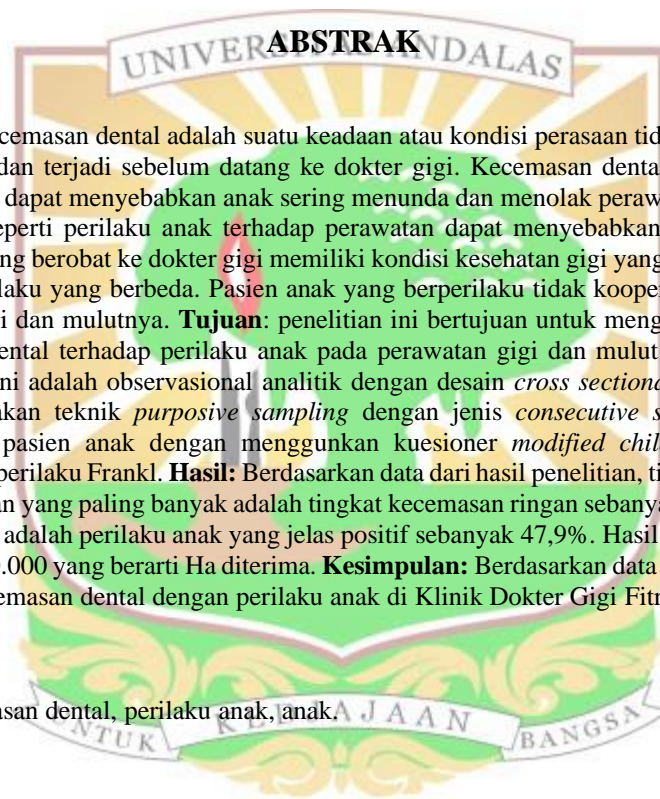 ABSTRAK
UNIVERSITAS ANDALAS
cemasan dental adalah suatu keadaan atau kondisi perasaan tid
dan terjadi sebelum datang ke dokter gigi. Kecemasan denta
dapat menyebabkan anak sering menunda dan menolak peraw
eperti perilaku anak terhadap perawatan dapat menyebabkan
ng berobat ke dokter gigi memiliki kondisi kesehatan gigi yang
laku yang berbeda. Pasien anak yang berperilaku tidak kooper
i dan mulutnya. Tujuan: penelitian ini bertujuan untuk meng
ental terhadap perilaku anak pada perawatan gigi dan mulut
ni adalah observasional analitik dengan desain cross sectiona
akan teknik purposive sampling dengan jenis consecutive s
pasien anak dengan menggunkan kuesioner modified chil
perilaku Frankl. Hasil: Berdasarkan data dari hasil penelitian, ti
an yang paling banyak adalah tingkat kecemasan ringan sebanya
adalah perilaku anak yang jelas positif sebanyak 47,9%. Hasil
0.000 yang berarti Ha diterima. Kesimpulan: Berdasarkan data
emasan dental dengan perilaku anak di Klinik Dokter Gigi Fitr
asan dental, perilaku anak, anak.
UNTUK KEDJAJAAN BANGSA